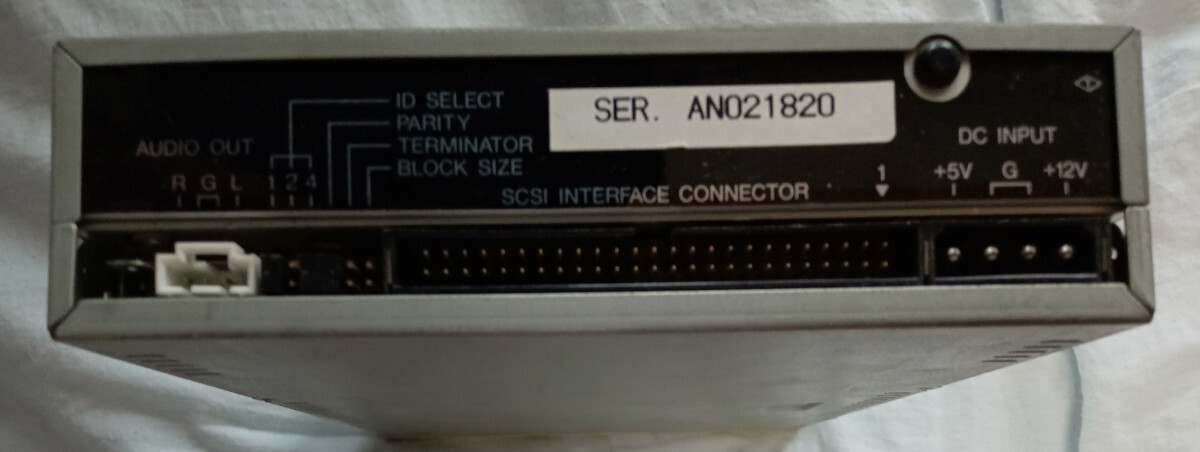 ID SELECT
PARITY
TERMINATOR
BLOCK SIZE
AUDIO OUT
R G L 1 2 4
SER. AN021820
SCSI INTERFACE CONNECTOR
1
DC INPUT
+5V G +12V